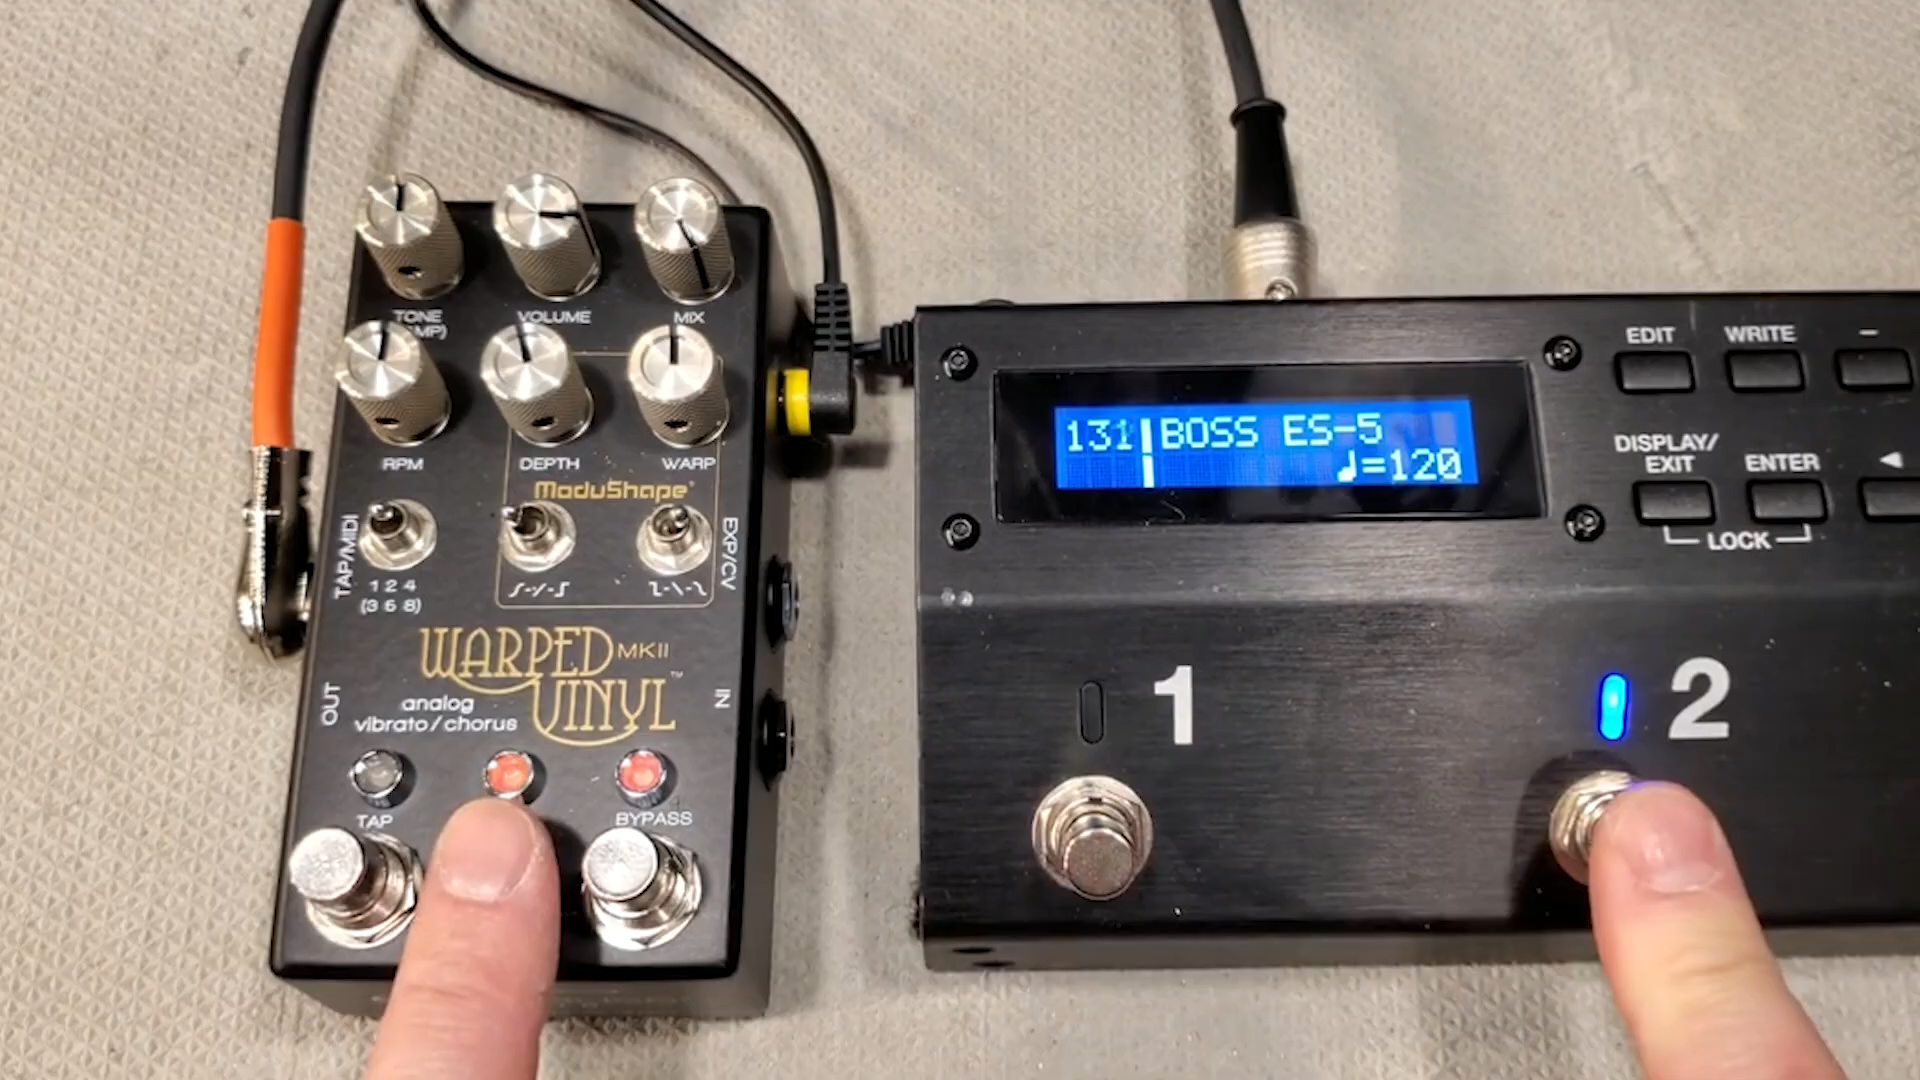 TONE
VOLUME
MIX
RPM
DEPTH
WARP
ModuShape®
TAP/MIDI
EXP/CV
1 2 4
(3 6 8)
WARPED MKII
VINYL™
analog
vibrato/chorus
OUT
IN
TAP
BYPASS
131 BOSS ES-5
♩=120
EDIT
WRITE
–
DISPLAY/
EXIT
ENTER
LOCK
1
2